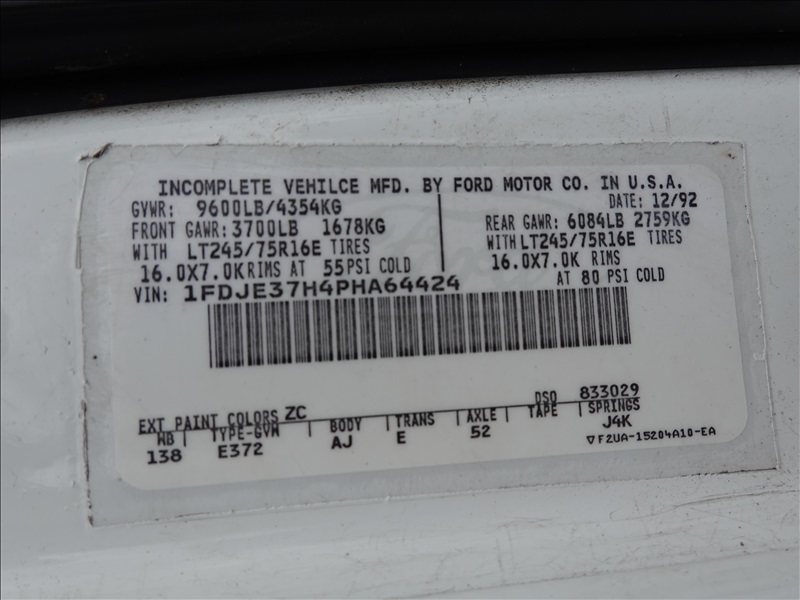 INCOMPLETE VEHILCE MFD. BY FORD MOTOR CO. IN U.S.A.
GVWR: 9600LB/4354KG DATE: 12/92
FRONT GAWR:3700LB 1678KG REAR GAWR: 6084LB 2759KG
WITH LT245/75R16E TIRES WITH LT245/75R16E TIRES
16.0X7.0K RIMS AT 55PSI COLD 16.0X7.0K RIMS
AT 80 PSI COLD
VIN: 1FDJE37H4PHA64424
EXT PAINT COLORS ZC DSO 833029
WB TYPE-GVM BODY TRANS AXLE TAPE SPRINGS
138 E372 AJ E 52 J4K
▽F2UA-15204A10-EA